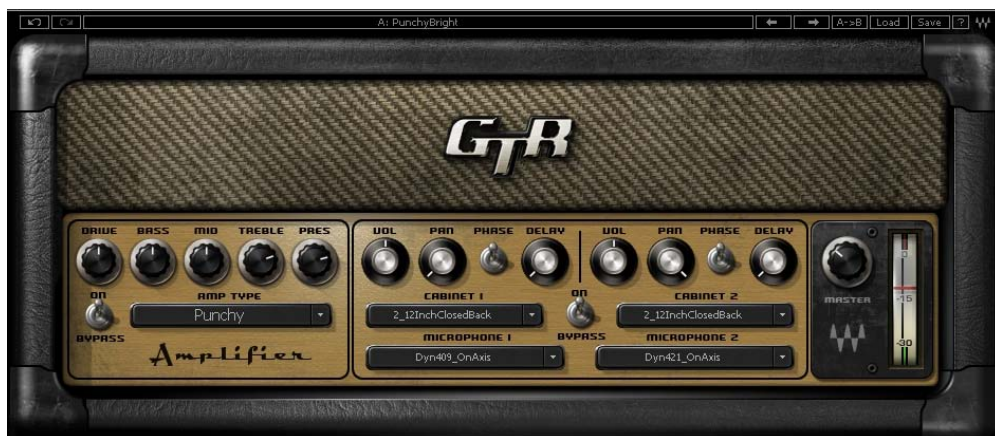 A: PunchyBright
A->B Load Save ?
GTR
DRIVE BASS MID TREBLE PRES
VOL PAN PHASE DELAY VOL PAN PHASE DELAY
ON
AMP TYPE
Punchy
BYPASS
Amplifier
CABINET 1 ON CABINET 2
2_12InchClosedBack 2_12InchClosedBack
MICROPHONE 1 BYPASS MICROPHONE 2
Dyn409_OnAxis Dyn421_OnAxis
MASTER
3
-15
-30